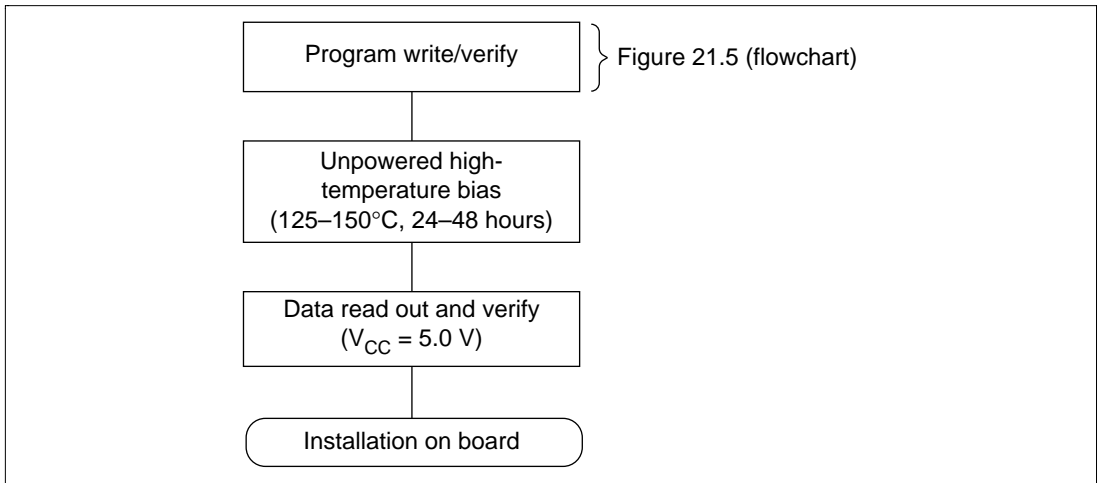 Program write/verify
Figure 21.5 (flowchart)
Unpowered high-
temperature bias
(125–150°C, 24–48 hours)
Data read out and verify
(VCC = 5.0 V)
Installation on board